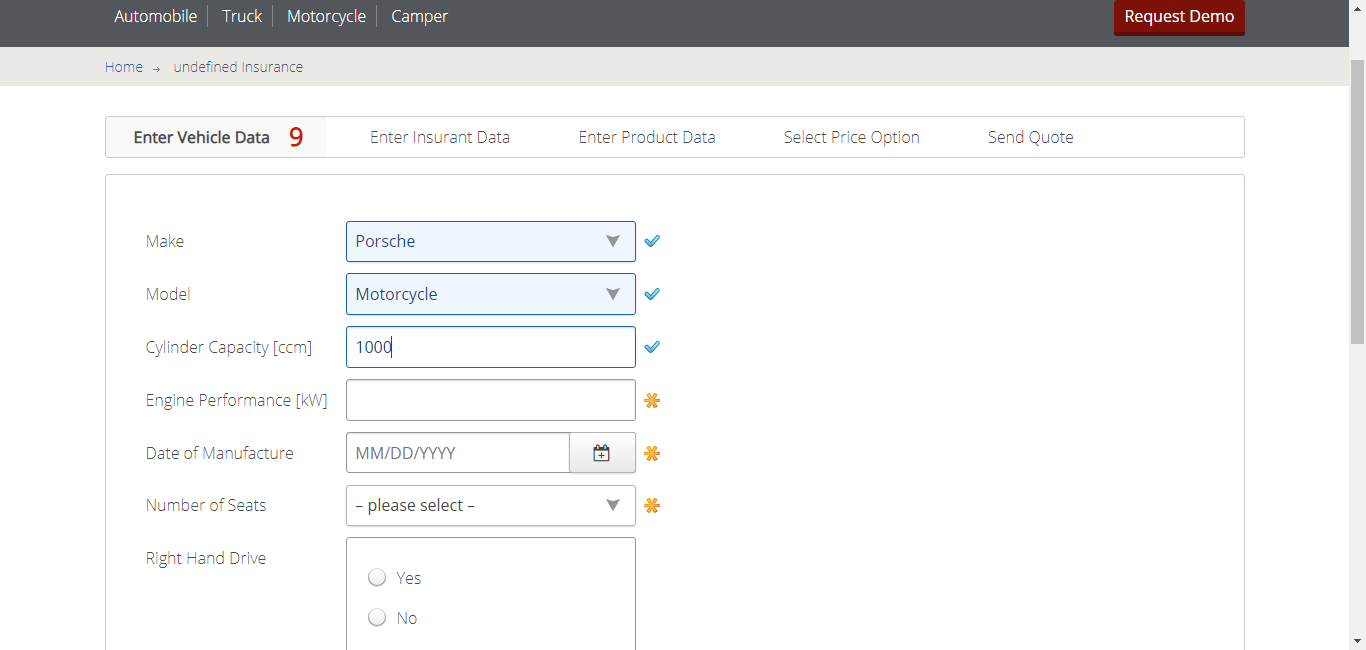 Automobile Truck Motorcycle Camper Request Demo
Home → undefined Insurance
Enter Vehicle Data 9 Enter Insurant Data Enter Product Data Select Price Option Send Quote
Make Porsche
Model Motorcycle
Cylinder Capacity [ccm] 1000
Engine Performance [kW]
Date of Manufacture MM/DD/YYYY
Number of Seats – please select –
Right Hand Drive
Yes
No